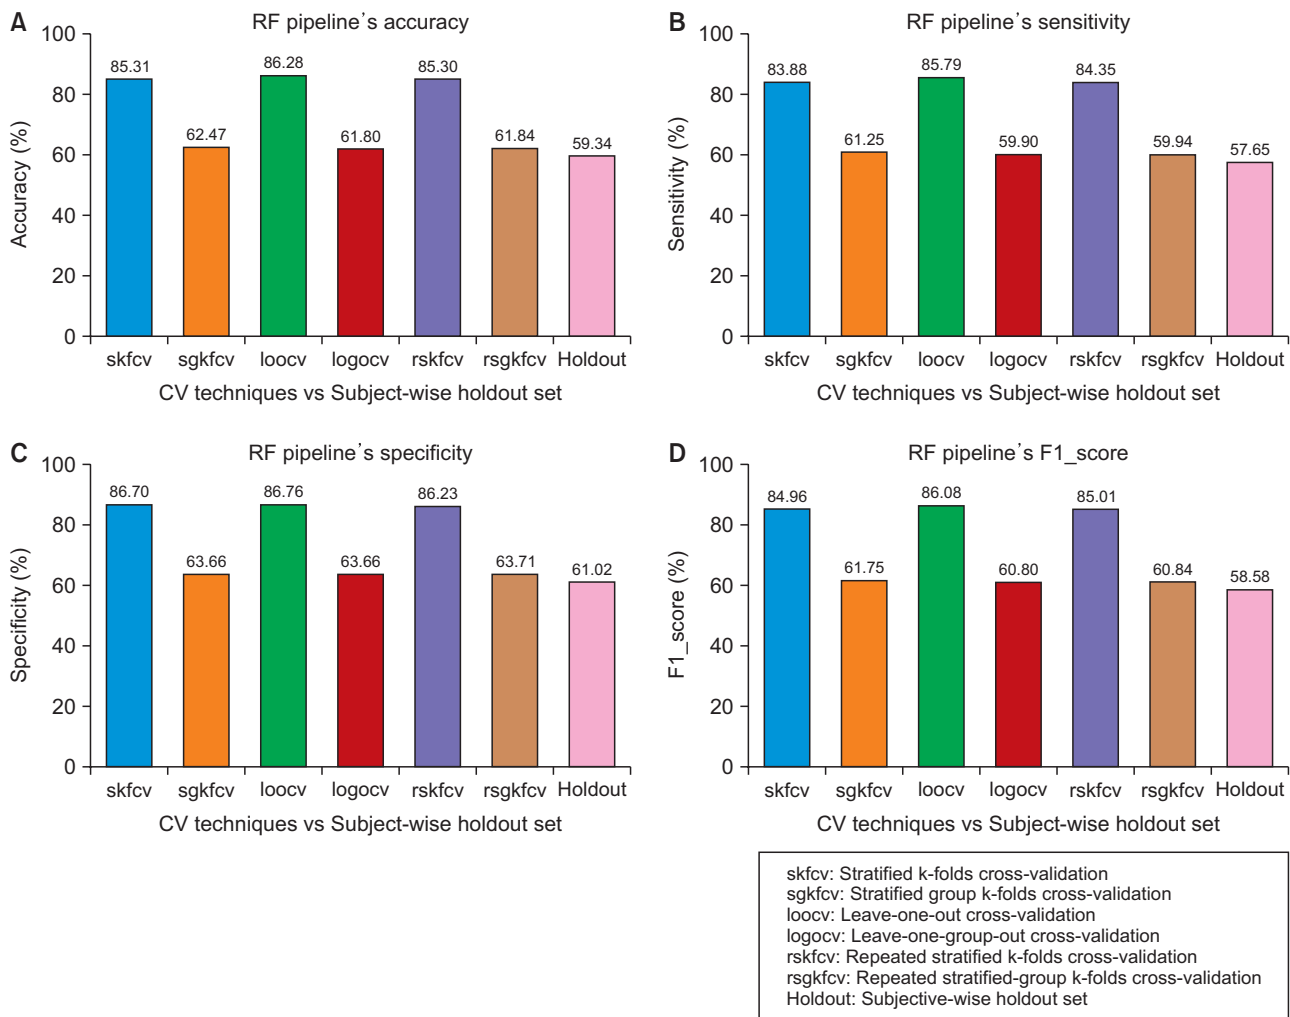 A
RF pipeline's accuracy
Accuracy (%)
100
80
60
40
20
0
85.31
62.47
86.28
61.80
85.30
61.84
59.34
skfcv sgkfcv loocv logocv rskfcv rsgkfcv Holdout
CV techniques vs Subject-wise holdout set
B
RF pipeline's sensitivity
Sensitivity (%)
100
80
60
40
20
0
83.88
61.25
85.79
59.90
84.35
59.94
57.65
skfcv sgkfcv loocv logocv rskfcv rsgkfcv Holdout
CV techniques vs Subject-wise holdout set
C
RF pipeline's specificity
Specificity (%)
100
80
60
40
20
0
86.70
63.66
86.76
63.66
86.23
63.71
61.02
skfcv sgkfcv loocv logocv rskfcv rsgkfcv Holdout
CV techniques vs Subject-wise holdout set
D
RF pipeline's F1_score
F1_score (%)
100
80
60
40
20
0
84.96
61.75
86.08
60.80
85.01
60.84
58.58
skfcv sgkfcv loocv logocv rskfcv rsgkfcv Holdout
CV techniques vs Subject-wise holdout set
skfcv: Stratified k-folds cross-validation
sgkfcv: Stratified group k-folds cross-validation
loocv: Leave-one-out cross-validation
logocv: Leave-one-group-out cross-validation
rskfcv: Repeated stratified k-folds cross-validation
rsgkfcv: Repeated stratified-group k-folds cross-validation
Holdout: Subjective-wise holdout set